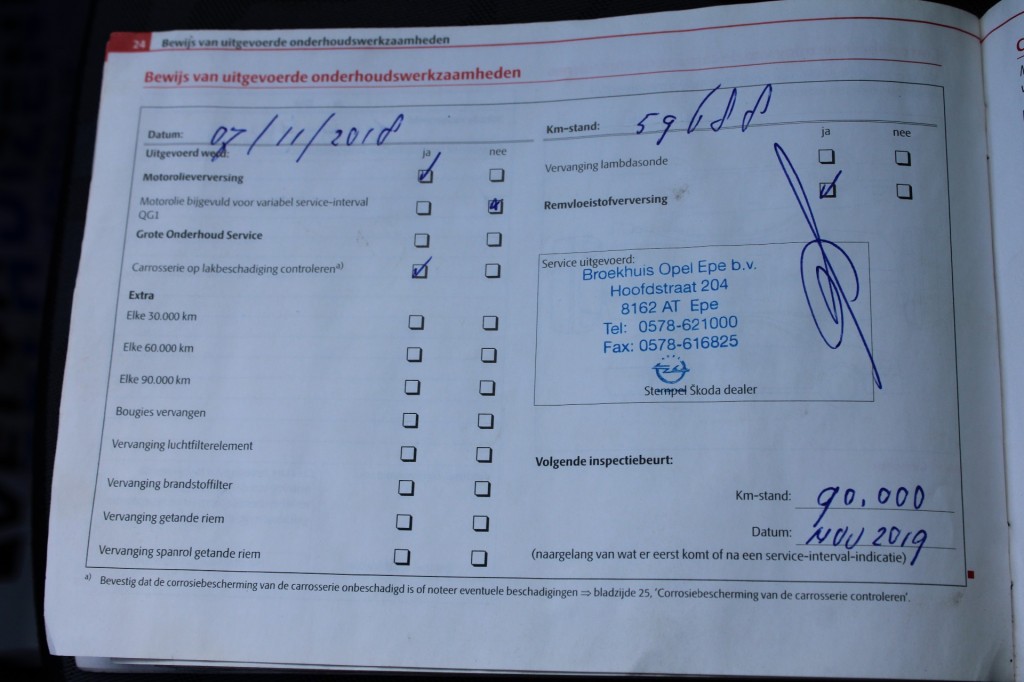 24 Bewijs van uitgevoerde onderhoudswerkzaamheden
Bewijs van uitgevoerde onderhoudswerkzaamheden
Datum: 07/11/2018
Uitgevoerd werd: ja nee
Motorolieverversing
Motorolie bijgevuld voor variabel service-interval
QG1
Grote Onderhoud Service
Carrosserie op lakbeschadiging controleren a)
Extra
Elke 30.000 km
Elke 60.000 km
Elke 90.000 km
Bougies vervangen
Vervanging luchtfilterelement
Vervanging brandstoffilter
Vervanging getande riem
Vervanging spanrol getande riem
Km-stand: 59688
ja nee
Vervanging lambdasonde
Remvloeistofverversing
Service uitgevoerd:
Broekhuis Opel Epe b.v.
Hoofdstraat 204
8162 AT Epe
Tel: 0578-621000
Fax: 0578-616825
Stempel Škoda dealer
Volgende inspectiebeurt:
Km-stand: 90.000
Datum: NOV 2019
(naargelang van wat er eerst komt of na een service-interval-indicatie)
a) Bevestig dat de corrosiebescherming van de carrosserie onbeschadigd is of noteer eventuele beschadigingen ⇒ bladzijde 25, 'Corrosiebescherming van de carrosserie controleren'.